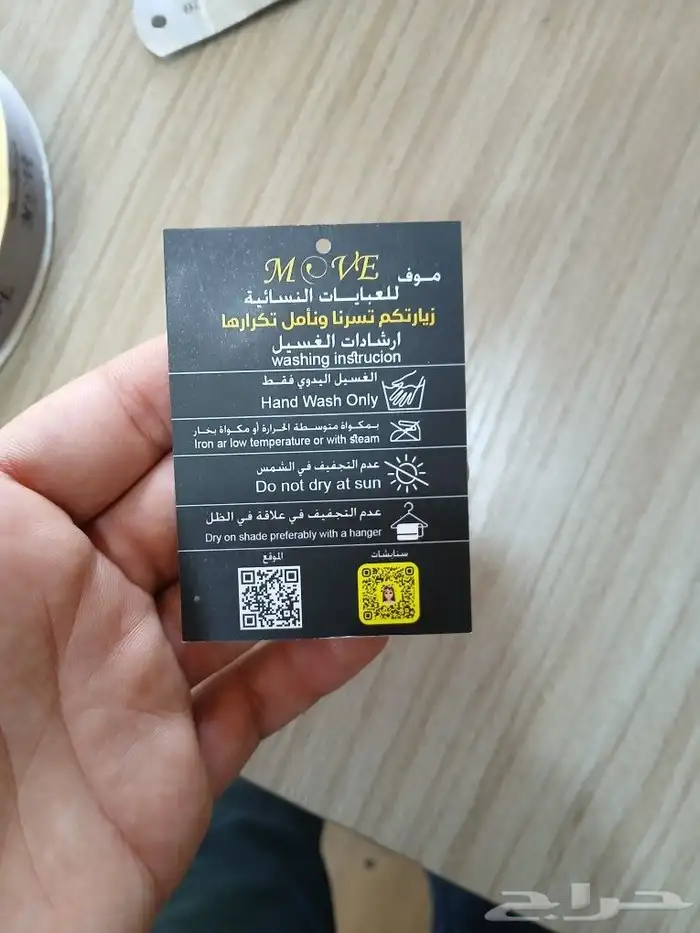 MOVE موف
للعبايات النسائية
زيارتكم تسرنا ونأمل تكرارها
ارشادات الغسيل
washing instrucion
الغسيل اليدوي فقط
Hand Wash Only
بمكواة متوسطة الحرارة أو مكواة بخار
Iron ar low temperature or with steam
عدم التجفيف في الشمس
Do not dry at sun
عدم التجفيف في علاقة في الظل
Dry on shade preferably with a hanger
سنابشات
الموقع
حراج